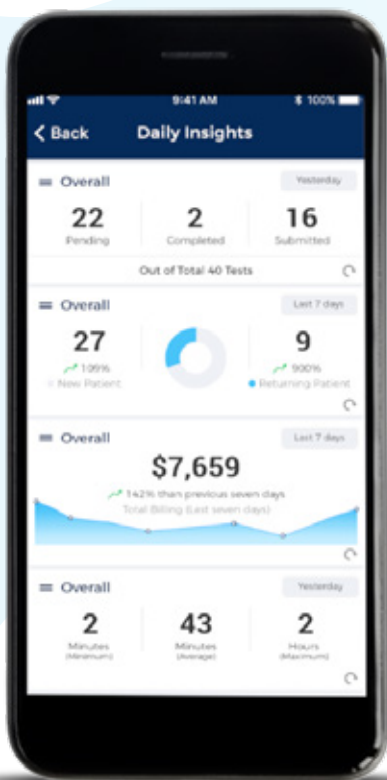 9:41 AM 100%
Back Daily Insights
Overall Yesterday
22 2 16
Pending Completed Submitted
Out of Total 40 Tests
Overall Last 7 days
27 9
109% 900%
New Patient Returning Patient
Overall Last 7 days
$7,659
142% than previous seven days
Total Billing (Last seven days)
Overall Yesterday
2 43 2
Minutes Minutes Hours
(Minimum) (Average) (Maximum)